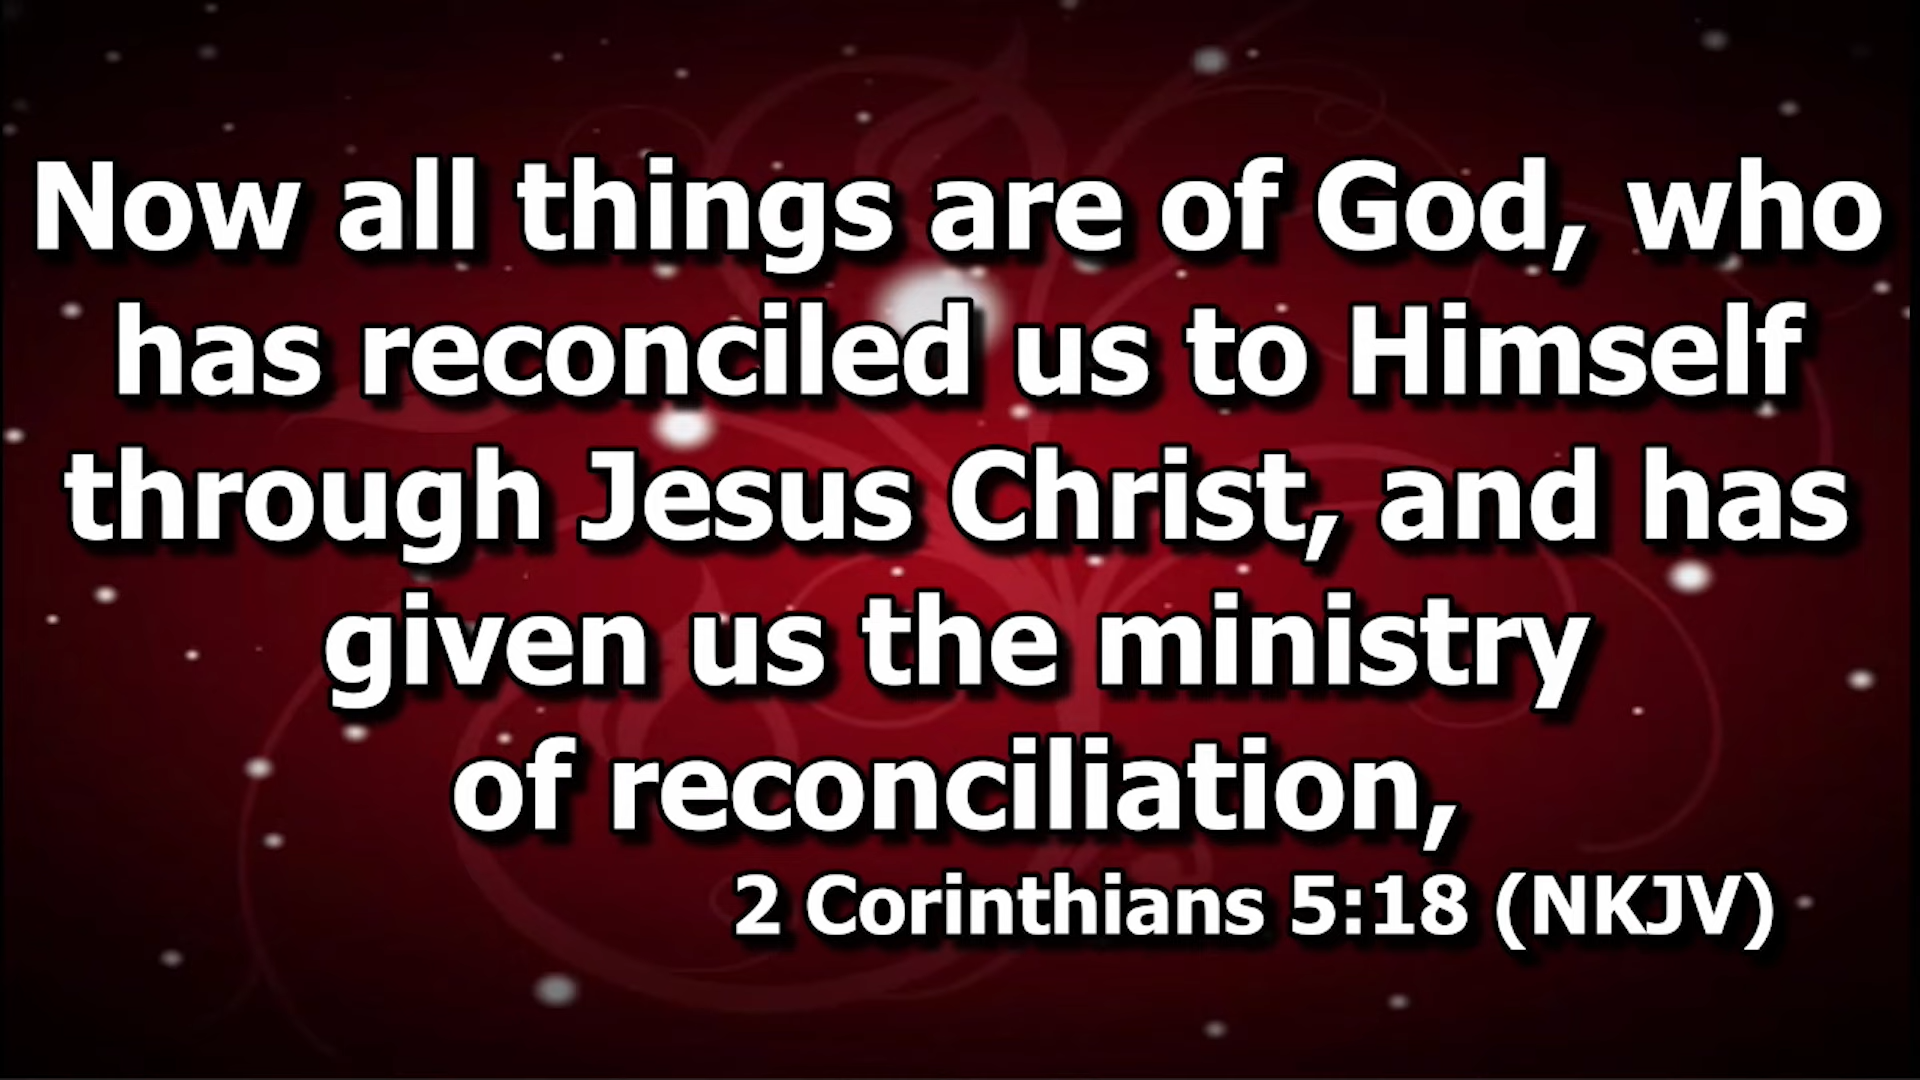 Now all things are of God, who
has reconciled us to Himself
through Jesus Christ, and has
given us the ministry
of reconciliation,
2 Corinthians 5:18 (NKJV)